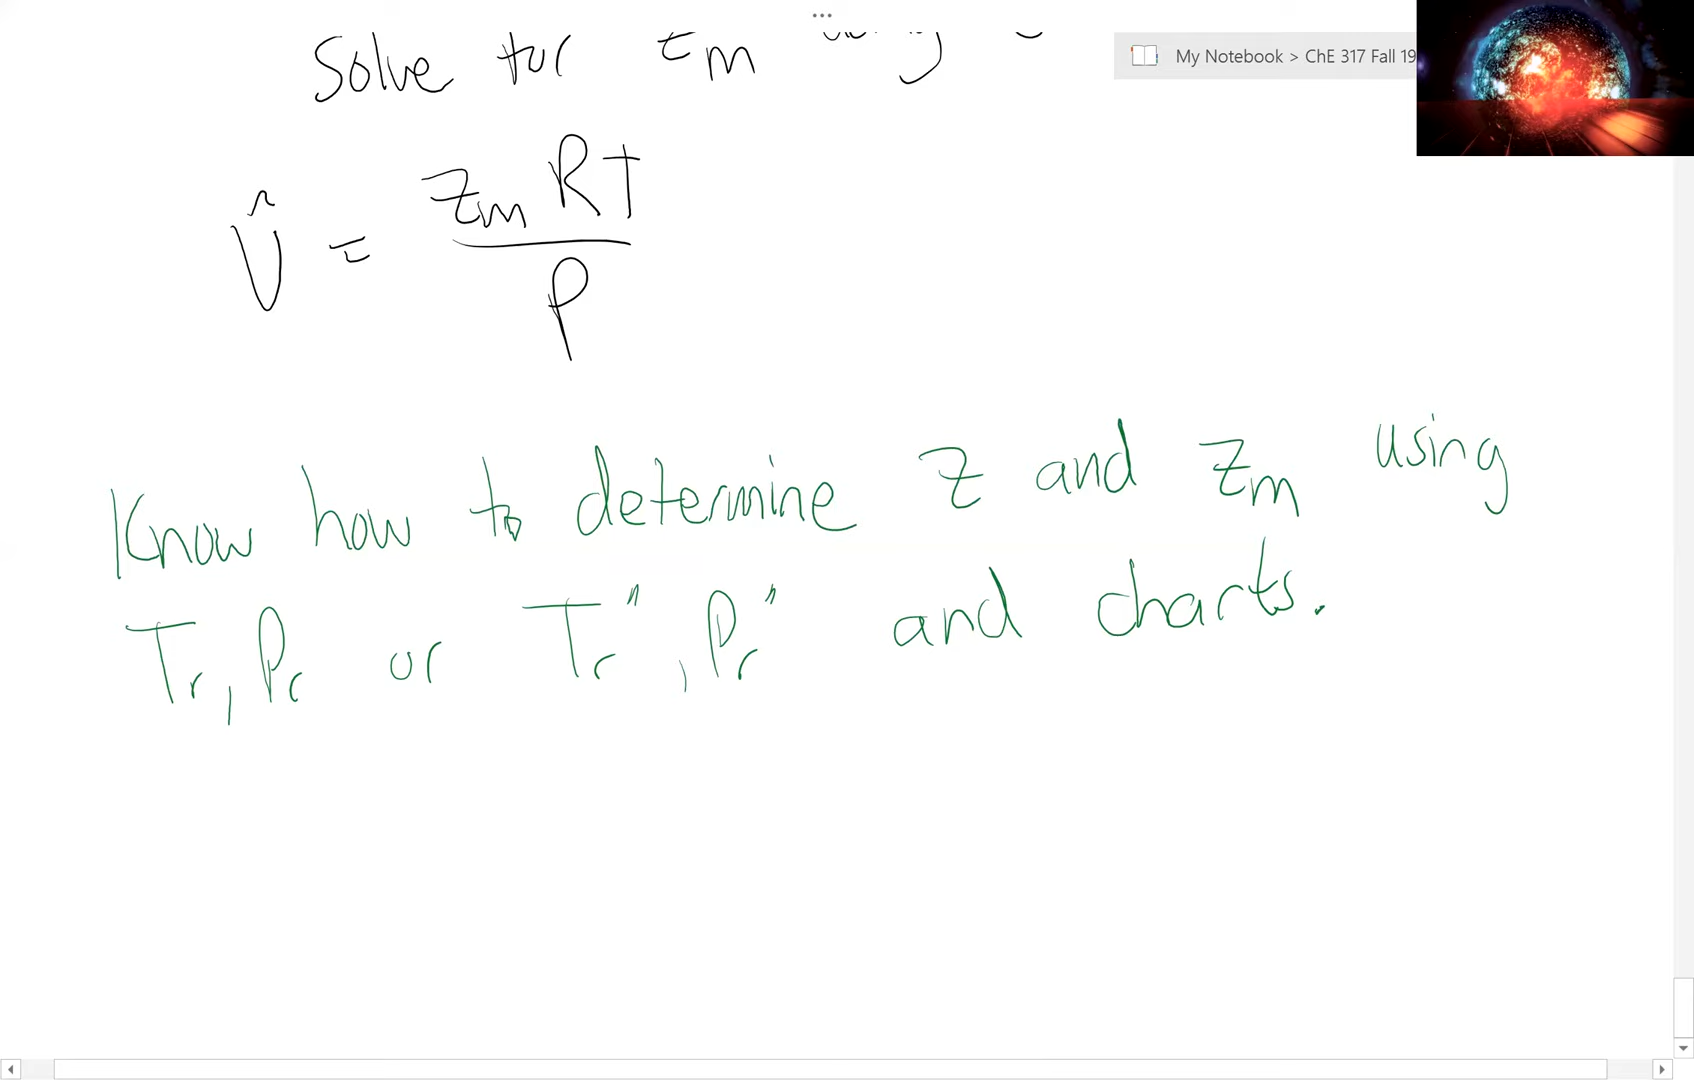 Solve for Zm
My Notebook > ChE 317 Fall 19
V̂ = Zm RT / P
Know how to determine Z and Zm using
Tr, Pr or Tr", Pr" and charts.